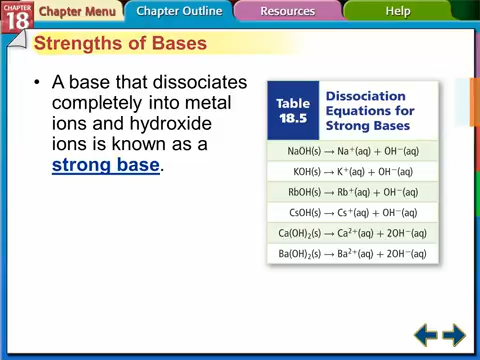 CHAPTER
18
Chapter Menu
Chapter Outline
Resources
Help
Strengths of Bases
• A base that dissociates
completely into metal
ions and hydroxide
ions is known as a
strong base.
Table
18.5
Dissociation
Equations for
Strong Bases
NaOH(s) → Na⁺(aq) + OH⁻(aq)
KOH(s) → K⁺(aq) + OH⁻(aq)
RbOH(s) → Rb⁺(aq) + OH⁻(aq)
CsOH(s) → Cs⁺(aq) + OH⁻(aq)
Ca(OH)₂(s) → Ca²⁺(aq) + 2OH⁻(aq)
Ba(OH)₂(s) → Ba²⁺(aq) + 2OH⁻(aq)